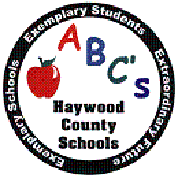 Exemplary Students
Exemplary Schools
Extraordinary Future
ABC's
Haywood
County
Schools